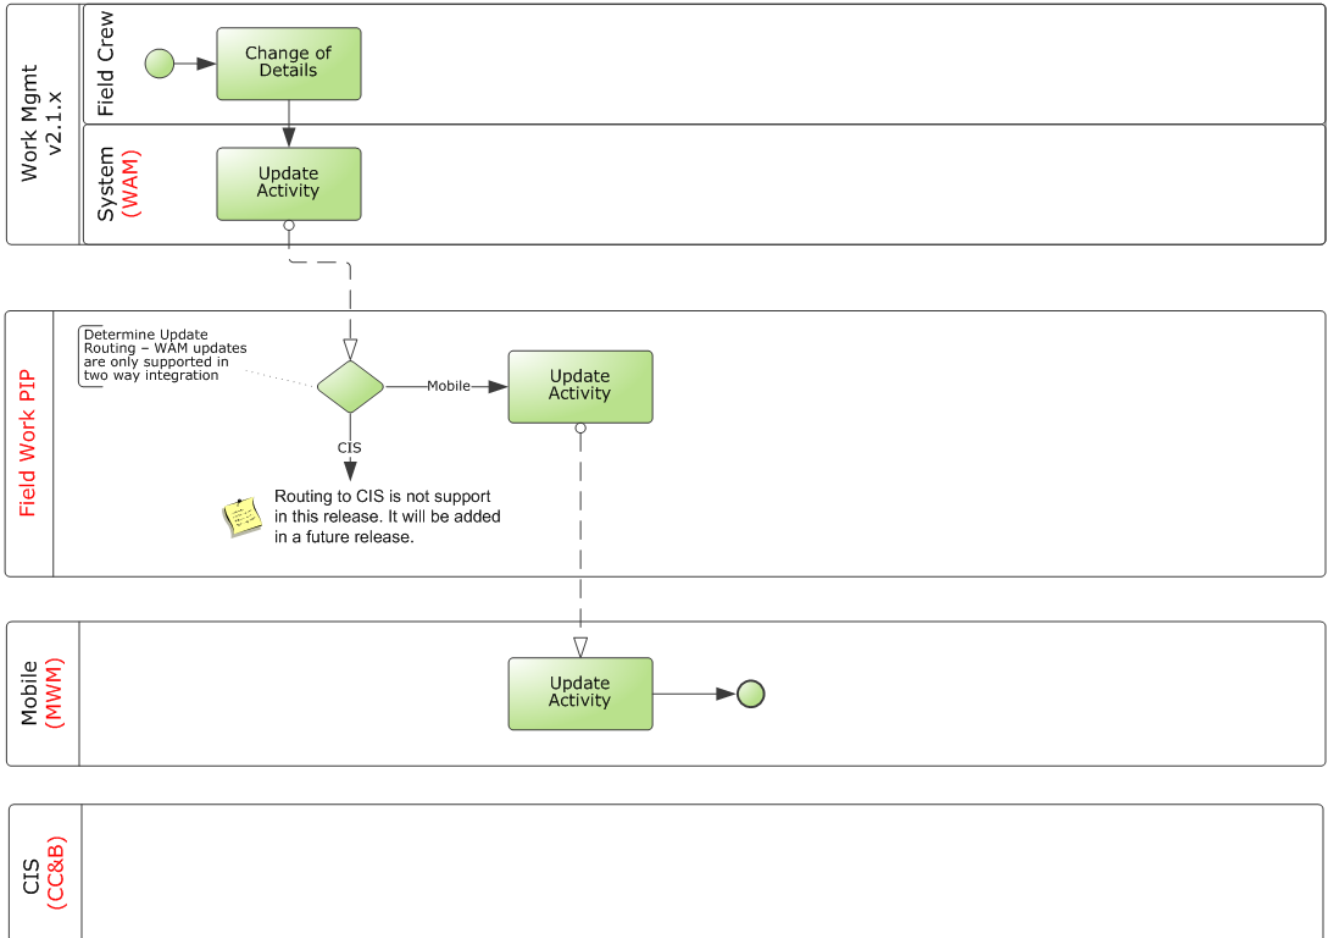 Work Mgmt
v2.1.x
Field Crew
Change of
Details
System
(WAM)
Update
Activity
Field Work PIP
Determine Update
Routing – WAM updates
are only supported in
two way integration
Mobile
Update
Activity
CIS
Routing to CIS is not support
in this release. It will be added
in a future release.
Mobile
(MWM)
Update
Activity
CIS
(CC&B)